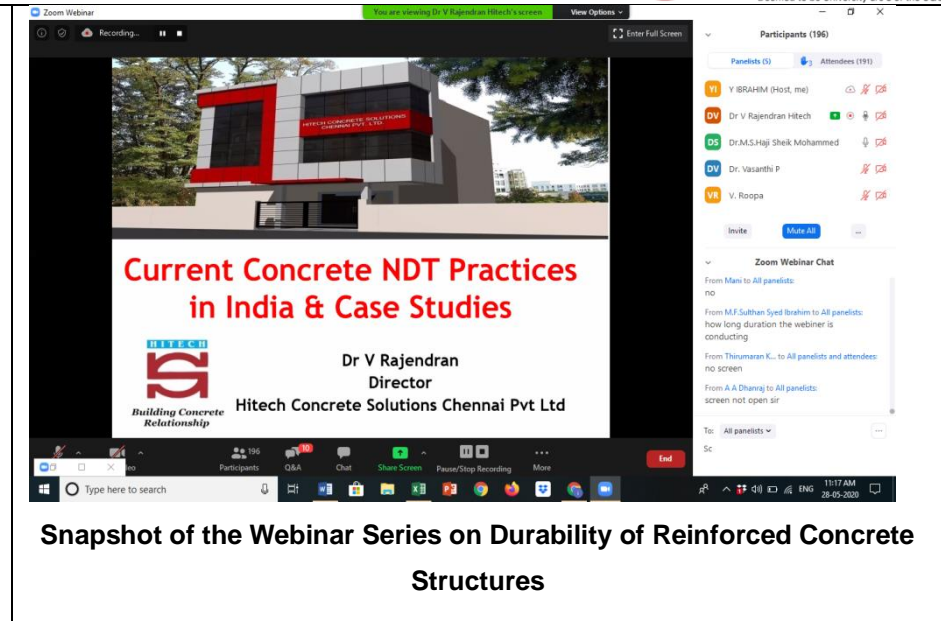 Zoom Webinar
You are viewing Dr V Rajendran Hitech's screen
View Options
Recording...
Enter Full Screen
Participants (196)
Panelists (5)
Attendees (191)
YI
Y IBRAHIM (Host, me)
DV
Dr V Rajendran Hitech
DS
Dr.M.S.Haji Sheik Mohammed
DV
Dr. Vasanthi P
VR
V. Roopa
Invite
Mute All
...
HITECH CONCRETE SOLUTIONS
CHENNAI PVT. LTD.
Current Concrete NDT Practices
in India & Case Studies
HITECH
Building Concrete
Relationship
Dr V Rajendran
Director
Hitech Concrete Solutions Chennai Pvt Ltd
Zoom Webinar Chat
From Mani to All panelists:
no
From M.F.Sulthan Syed Ibrahim to All panelists:
how long duration the webiner is
conducting
From Thirumaran K... to All panelists and attendees:
no screen
From A A Dhanraj to All panelists:
screen not open sir
To: All panelists
...
Sc
196
10
Participants
Q&A
Chat
Share Screen
Pause/Stop Recording
More
End
Type here to search
ENG
11:17 AM
28-05-2020
Snapshot of the Webinar Series on Durability of Reinforced Concrete
Structures